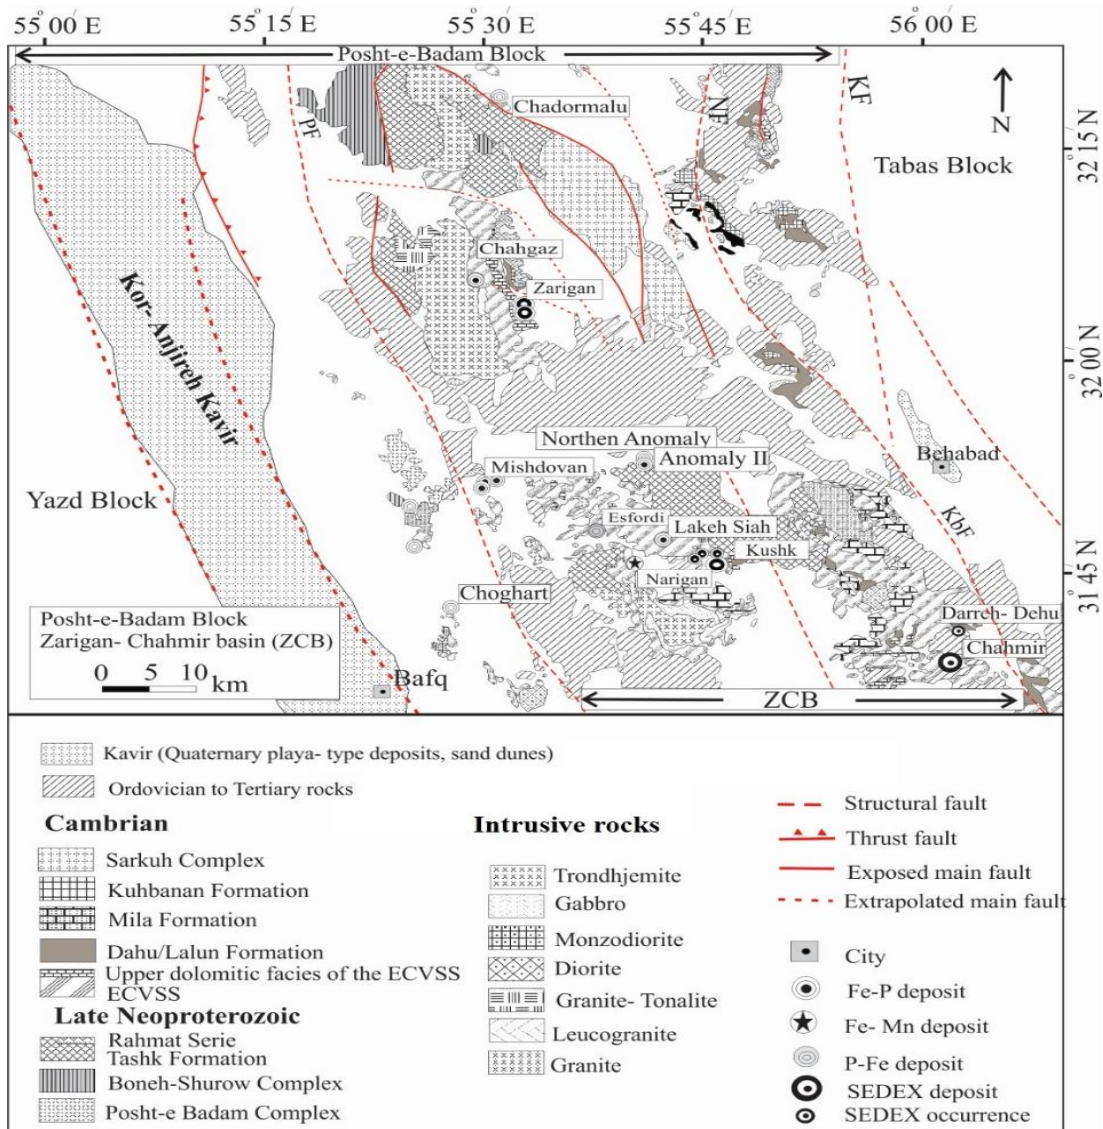 55° 00 E
55° 15 E
55° 30 E
55° 45 E
56° 00 E
Posht-e-Badam Block
KF
NF
PF
N
Chadormalu
32° 15 N
Tabas Block
Chahgaz
Zarigan
Kor- Anjireh Kavir
32° 00 N
Northen Anomaly
Anomaly II
Behabad
Mishdovan
Yazd Block
Esfordi
Lakeh Siah
KbF
Kushk
31° 45 N
Narigan
Choghart
Darreh- Dehu
Chahmir
Posht-e-Badam Block
Zarigan- Chahmir basin (ZCB)
0 5 10
km
Bafq
ZCB
Kavir (Quaternary playa- type deposits, sand dunes)
Ordovician to Tertiary rocks
Cambrian
Sarkuh Complex
Kuhbanan Formation
Mila Formation
Dahu/Lalun Formation
Upper dolomitic facies of the ECVSS
ECVSS
Late Neoproterozoic
Rahmat Serie
Tashk Formation
Boneh-Shurow Complex
Posht-e Badam Complex
Intrusive rocks
Trondhjemite
Gabbro
Monzodiorite
Diorite
Granite- Tonalite
Leucogranite
Granite
Structural fault
Thrust fault
Exposed main fault
Extrapolated main fault
City
Fe-P deposit
Fe- Mn deposit
P-Fe deposit
SEDEX deposit
SEDEX occurrence